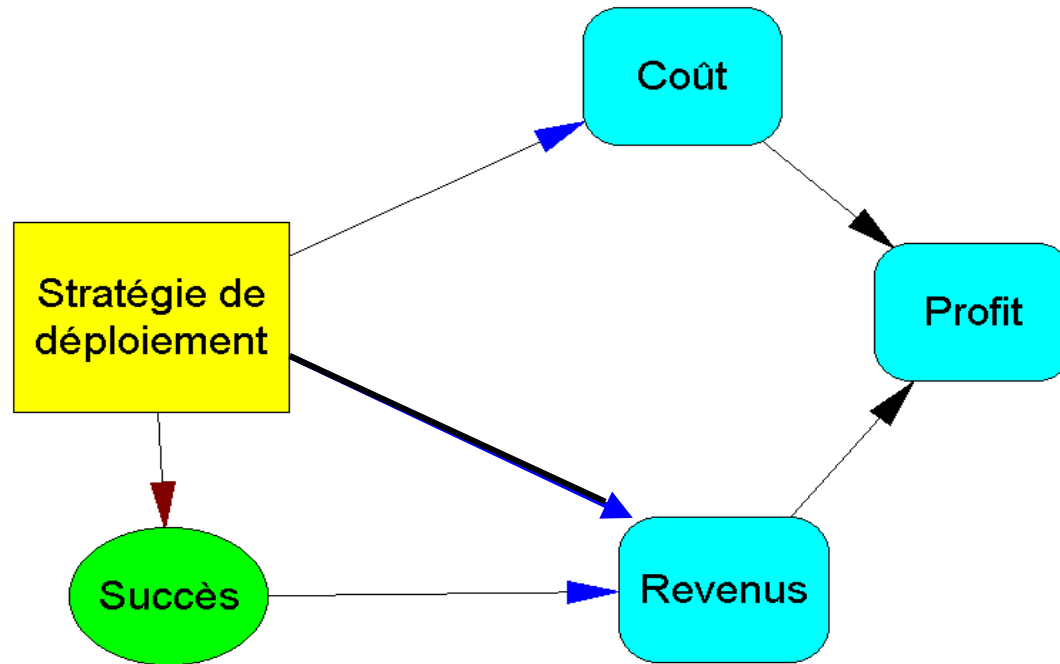 Coût
Stratégie de
déploiement
Profit
Succès
Revenus